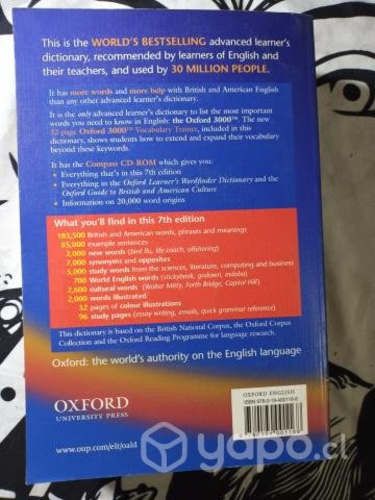 This is the WORLD'S BESTSELLING advanced learner's
dictionary, recommended by learners of English and
their teachers, and used by 30 MILLION PEOPLE.
It has more words and more help with British and American English
than any other advanced learner's dictionary.
It is the only advanced learner's dictionary to list the most important
words you need to know in English: the Oxford 3000™. The new
32-page Oxford 3000™ Vocabulary Trainer, included in this
dictionary, shows students how to extend and expand their vocabulary
beyond these keywords.
It has the Compass CD-ROM which gives you:
• Everything that's in this 7th edition
• Everything in the Oxford Learner's Wordfinder Dictionary and the
Oxford Guide to British and American Culture
• Information on 20,000 word origins
What you'll find in this 7th edition
183,500 British and American words, phrases and meanings
85,000 example sentences
2,000 new words (bird flu, life coach, offshoring)
7,000 synonyms and opposites
5,000 study words from the sciences, literature, computing and business
700 World English words (stickybeak, godown, indaba)
2,600 cultural words (Walter Mitty, Forth Bridge, Capitol Hill)
2,000 words illustrated
32 pages of colour illustrations
96 study pages (essay writing, emails, quick grammar reference)
This dictionary is based on the British National Corpus, the Oxford Corpus
Collection and the Oxford Reading Programme for language research.
Oxford: the world's authority on the English language
OXFORD
UNIVERSITY PRESS
www.oup.com/elt/oald
OXFORD ENGLISH
ISBN
yapo.cl